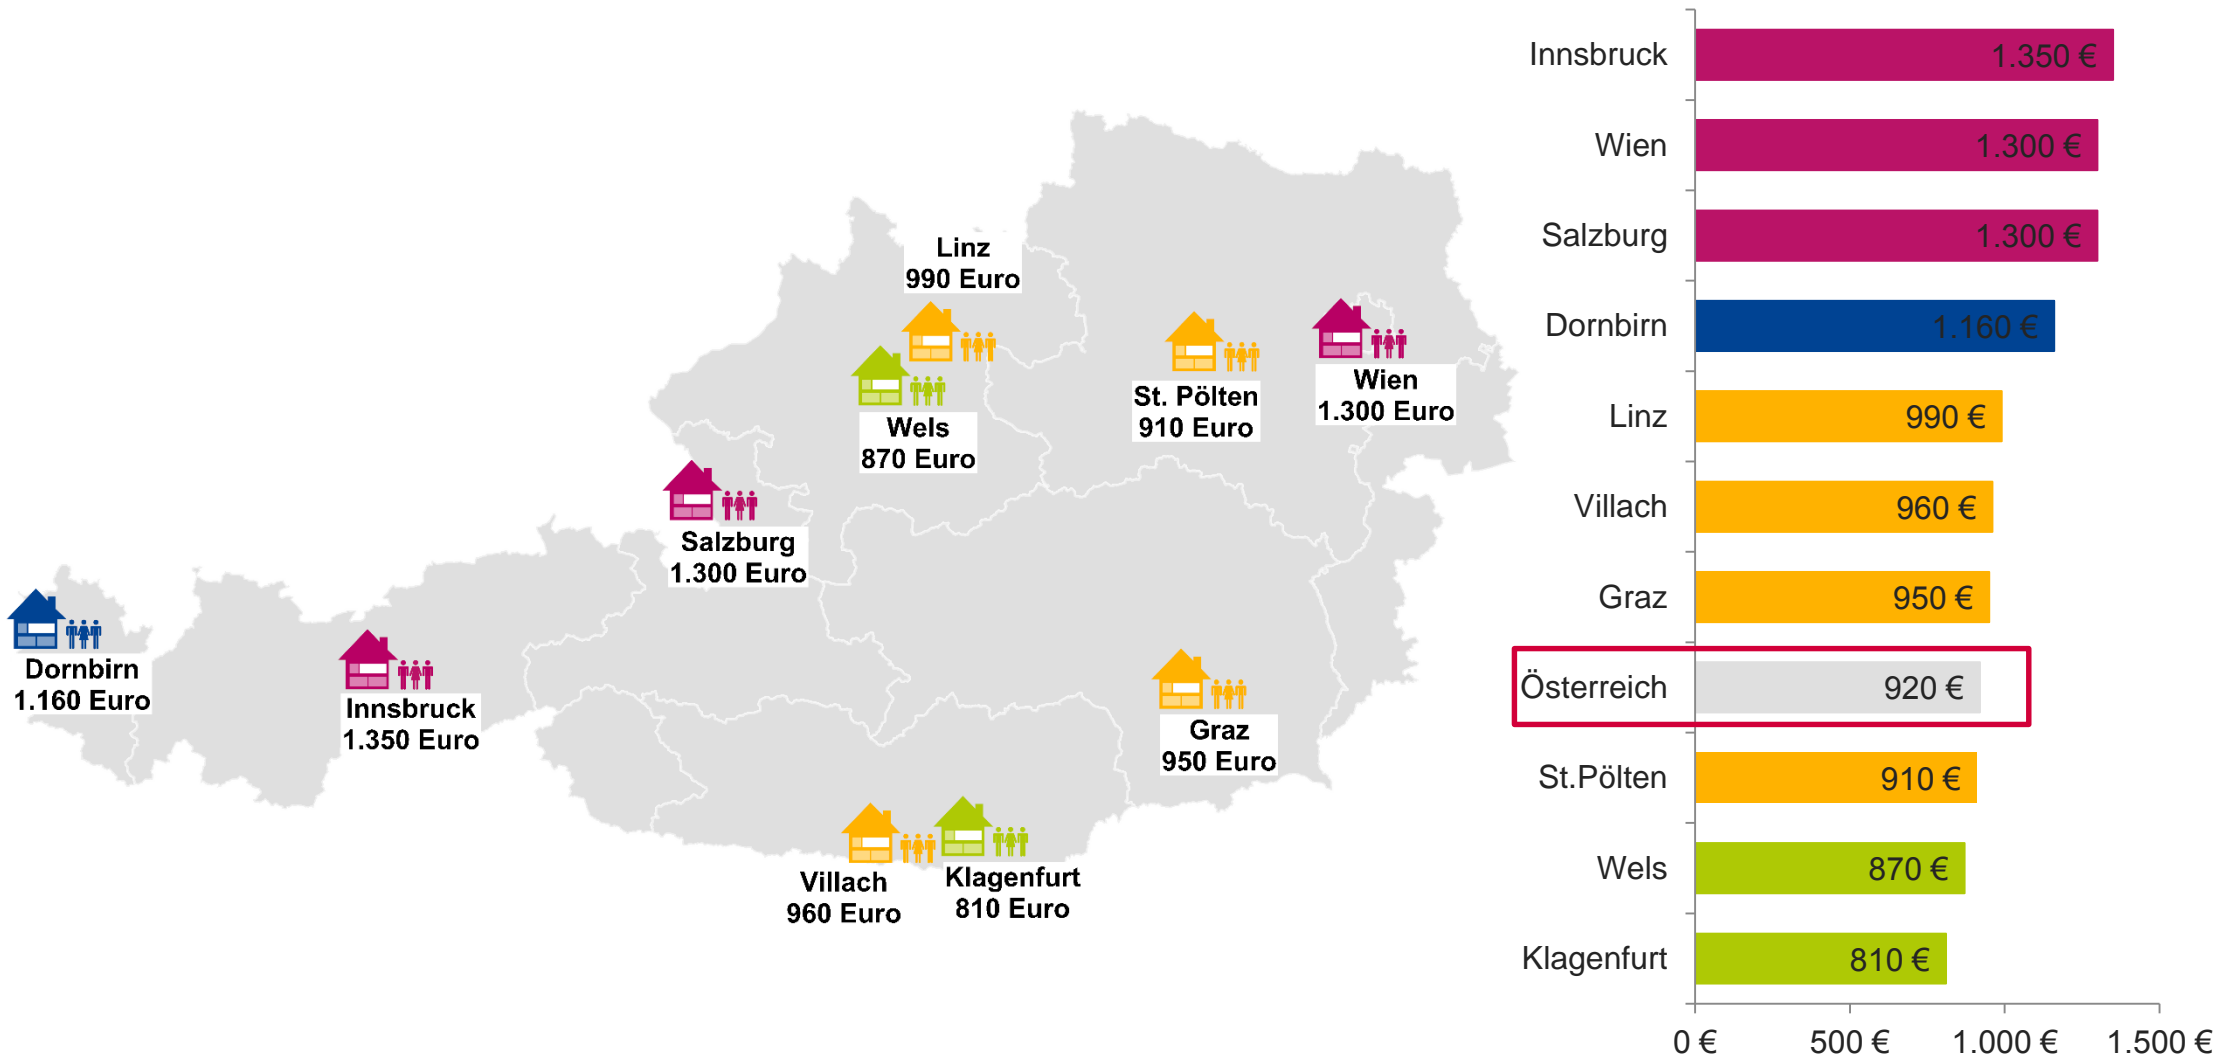 Linz
990 Euro
Wels
870 Euro
St. Pölten
910 Euro
Wien
1.300 Euro
Salzburg
1.300 Euro
Dornbirn
1.160 Euro
Innsbruck
1.350 Euro
Graz
950 Euro
Villach
960 Euro
Klagenfurt
810 Euro
Innsbruck 1.350 €
Wien 1.300 €
Salzburg 1.300 €
Dornbirn 1.160 €
Linz 990 €
Villach 960 €
Graz 950 €
Österreich 920 €
St.Pölten 910 €
Wels 870 €
Klagenfurt 810 €
0 € 500 € 1.000 € 1.500 €